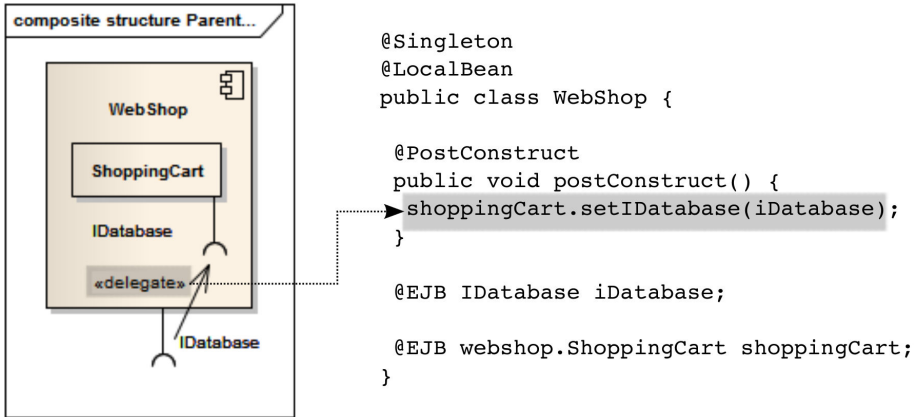 composite structure Parent...
WebShop
ShoppingCart
IDatabase
«delegate»
IDatabase
@Singleton
@LocalBean
public class WebShop {
@PostConstruct
public void postConstruct() {
shoppingCart.setIDatabase(iDatabase);
}
@EJB IDatabase iDatabase;
@EJB webshop.ShoppingCart shoppingCart;
}